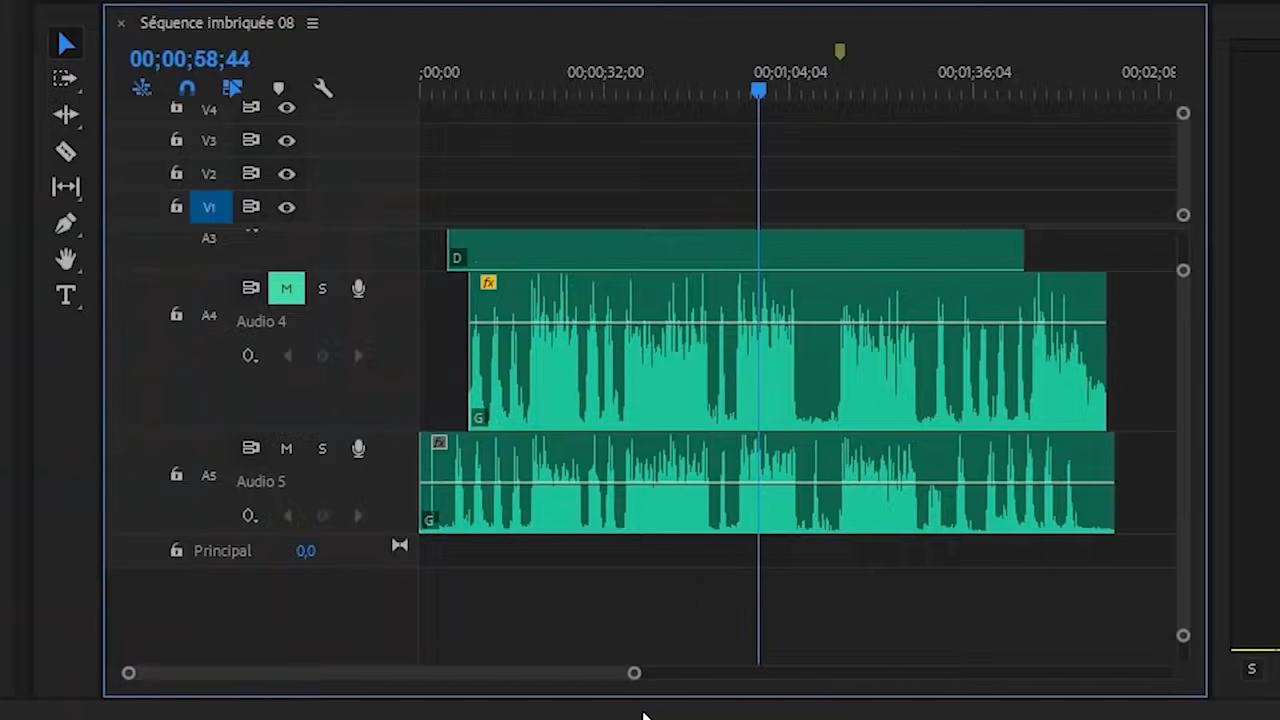 × Séquence imbriquée 08
00;00;58;44
;00;00 00;00;32;00 00;01;04;04 00;01;36;04 00;02;08
V4
V3
V2
V1
A3
D
fx
M S
A4 Audio 4
G
fx
M S
A5 Audio 5
G
Principal 0,0
T
S